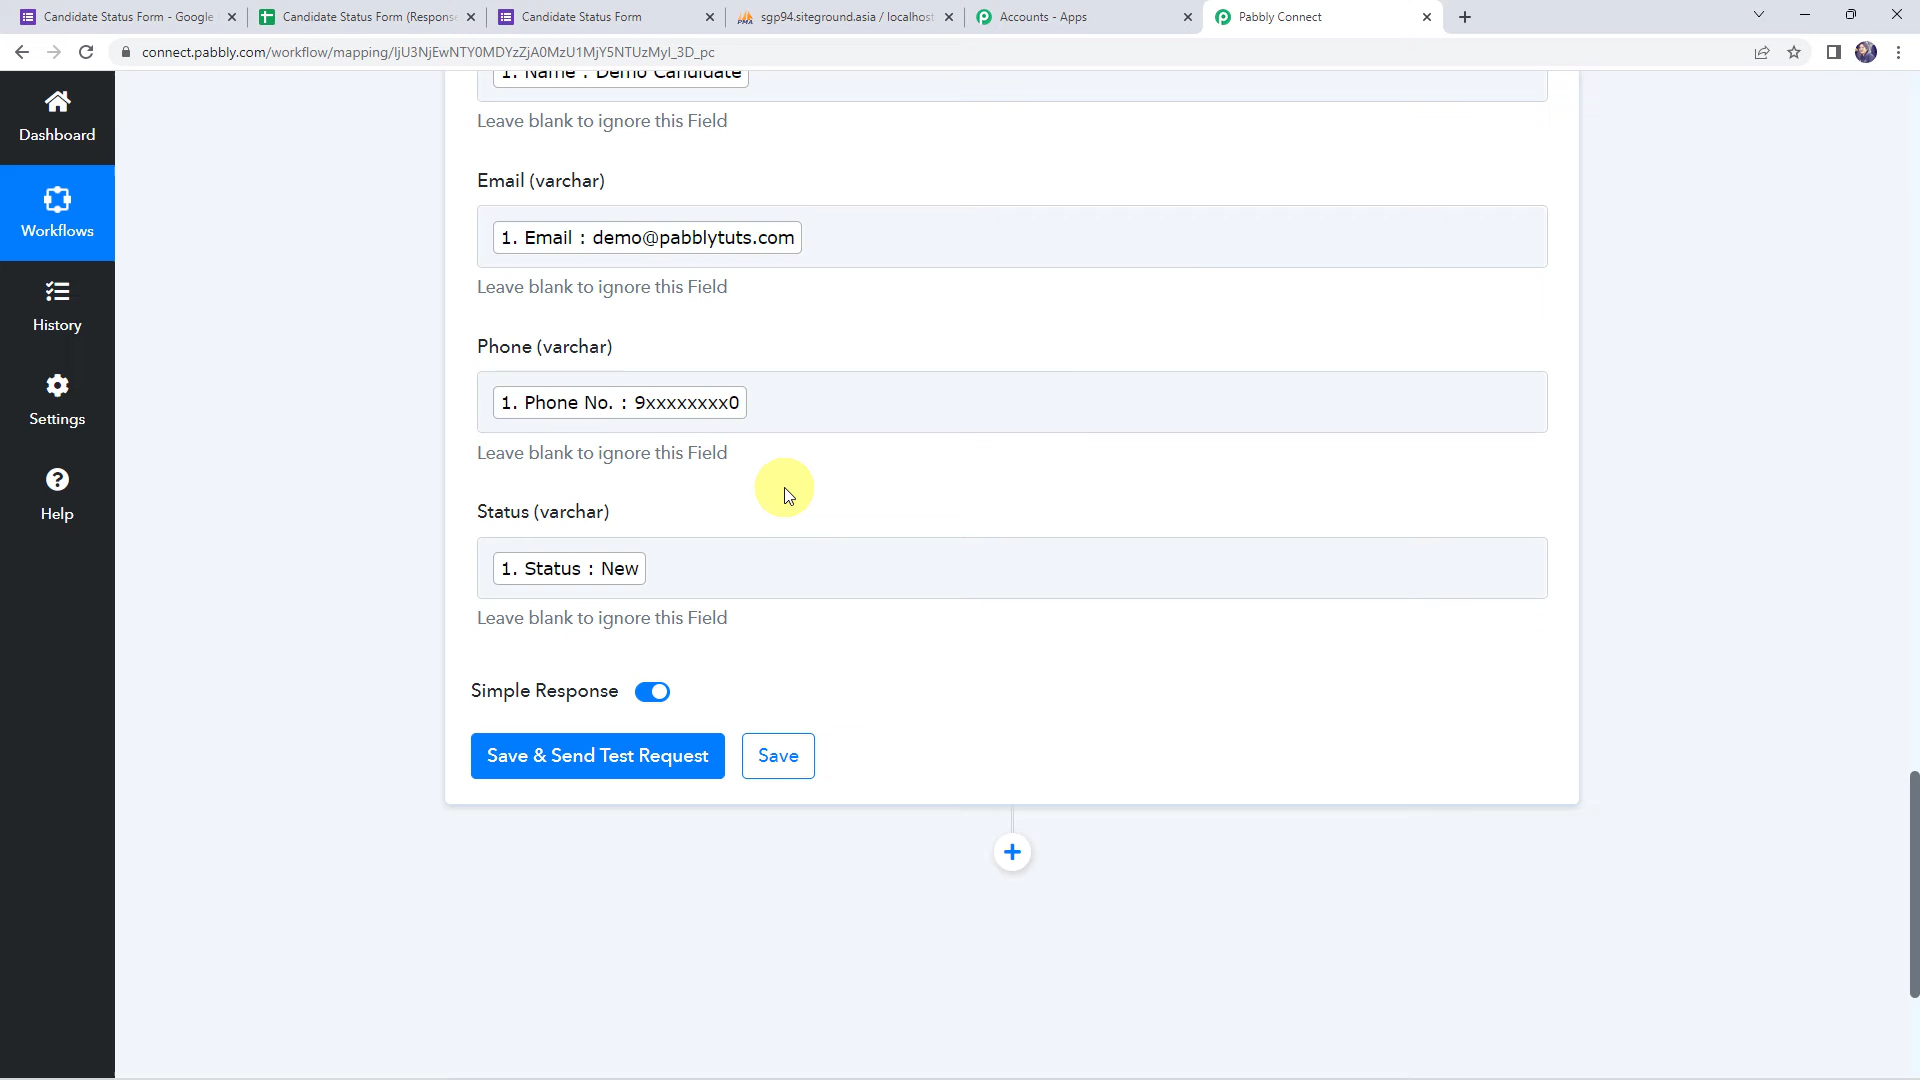 Candidate Status Form - Google
Candidate Status Form (Respons
Candidate Status Form
sgp94.siteground.asia / localhost
Accounts - Apps
Pabbly Connect
connect.pabbly.com/workflow/mapping/IjU3NjEwNTY0MDYzZjA0MzU1MjY5NTUzMyI_3D_pc
Dashboard
Workflows
History
Settings
Help
1. Name : Demo Candidate
Leave blank to ignore this Field
Email (varchar)
1. Email : demo@pabblytuts.com
Leave blank to ignore this Field
Phone (varchar)
1. Phone No. : 9xxxxxxxx0
Leave blank to ignore this Field
Status (varchar)
1. Status : New
Leave blank to ignore this Field
Simple Response
Save & Send Test Request
Save